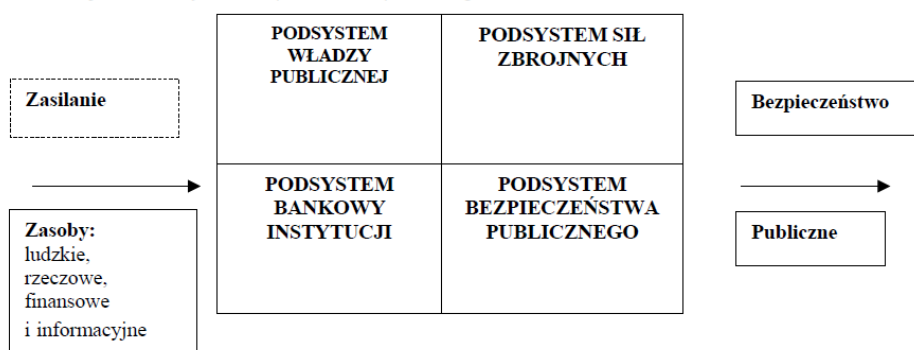 PODSYSTEM
WŁADZY
PUBLICZNEJ
PODSYSTEM SIŁ
ZBROJNYCH
Zasilanie
Bezpieczeństwo
PODSYSTEM
BANKOWY
INSTYTUCJI
PODSYSTEM
BEZPIECZEŃSTWA
PUBLICZNEGO
Zasoby:
ludzkie,
rzeczowe,
finansowe
i informacyjne
Publiczne